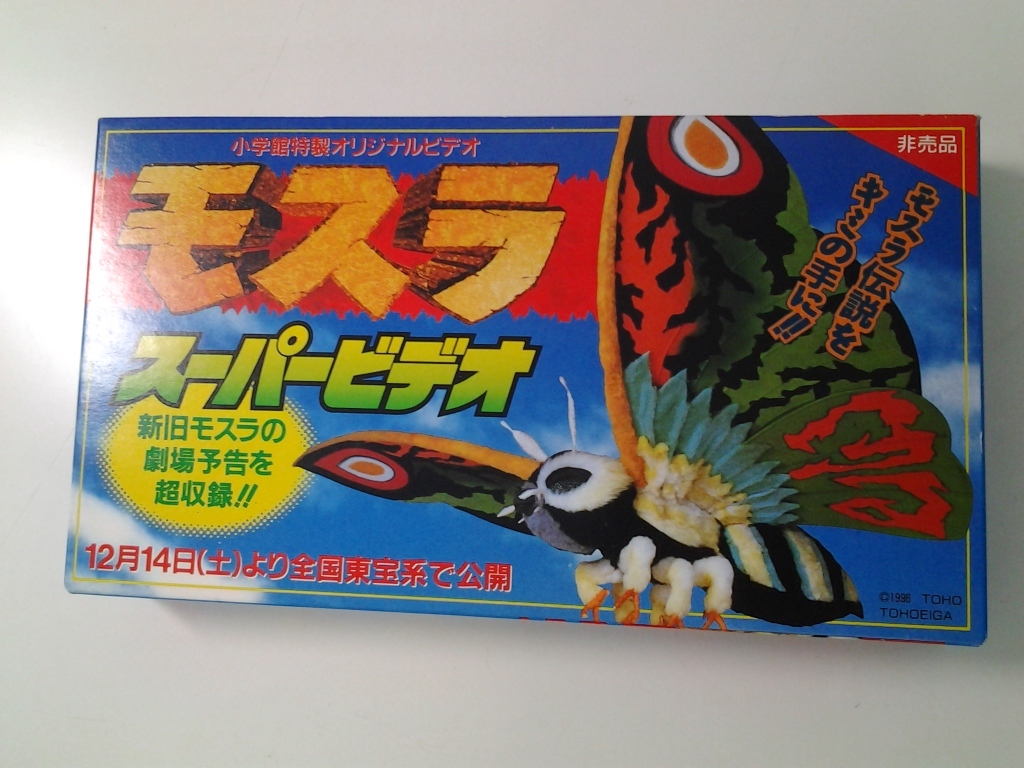 小学館特製オリジナルビデオ
非売品
モスラ
モスラ伝説を
キミの手に!!
スーパービデオ
新旧モスラの
劇場予告を
超収録!!
12月14日(土)より全国東宝系で公開
©1996 TOHO
TOHOEIGA